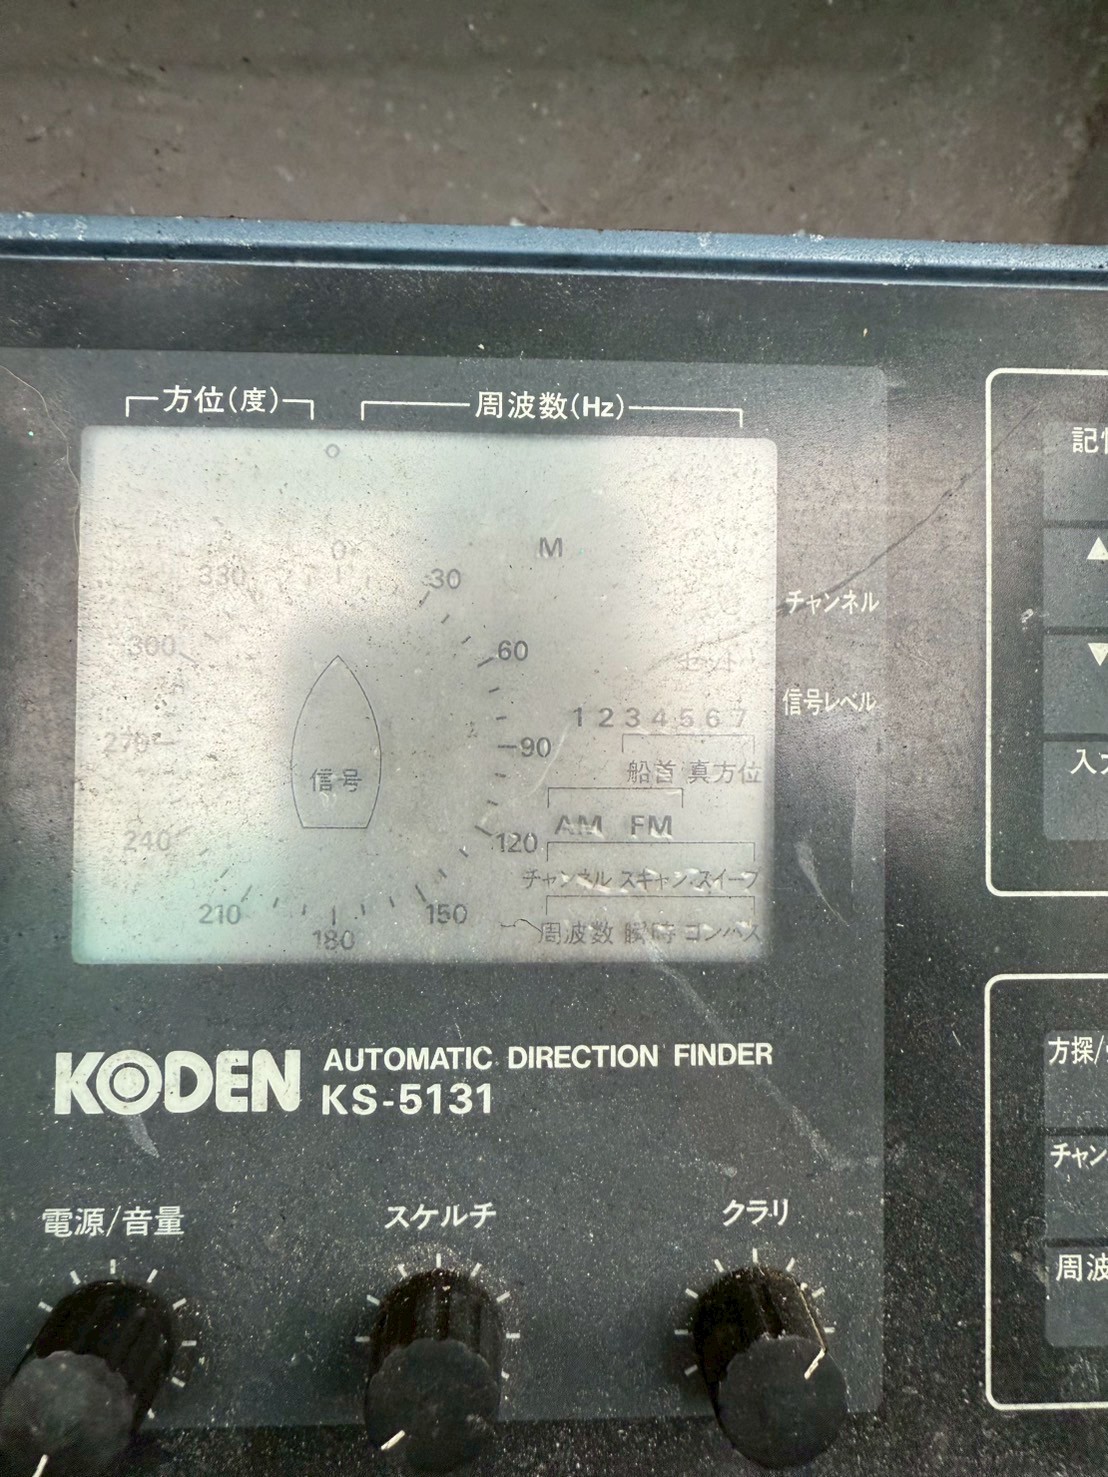 方位(度) 周波数(Hz)
0 M
330 30
300 60
セット
チャンネル
信号レベル
1 2 3 4 5 6 7
270 90
船首 真方位
信号
AM FM
240 120
チャンネル スキャン スイープ
210 150
180
周波数 瞬時 コンパス
KODEN AUTOMATIC DIRECTION FINDER
KS-5131
電源/音量 スケルチ クラリ
▲
▼
方探/
チャン
周波